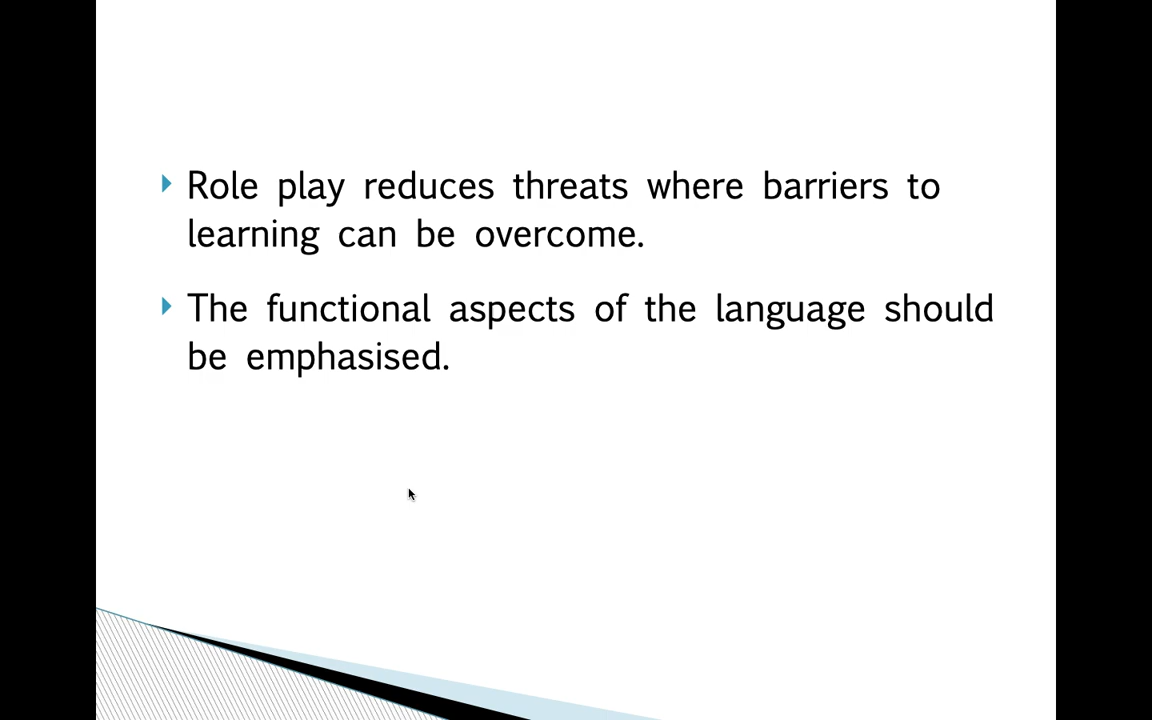 Role play reduces threats where barriers to
learning can be overcome.
The functional aspects of the language should
be emphasised.